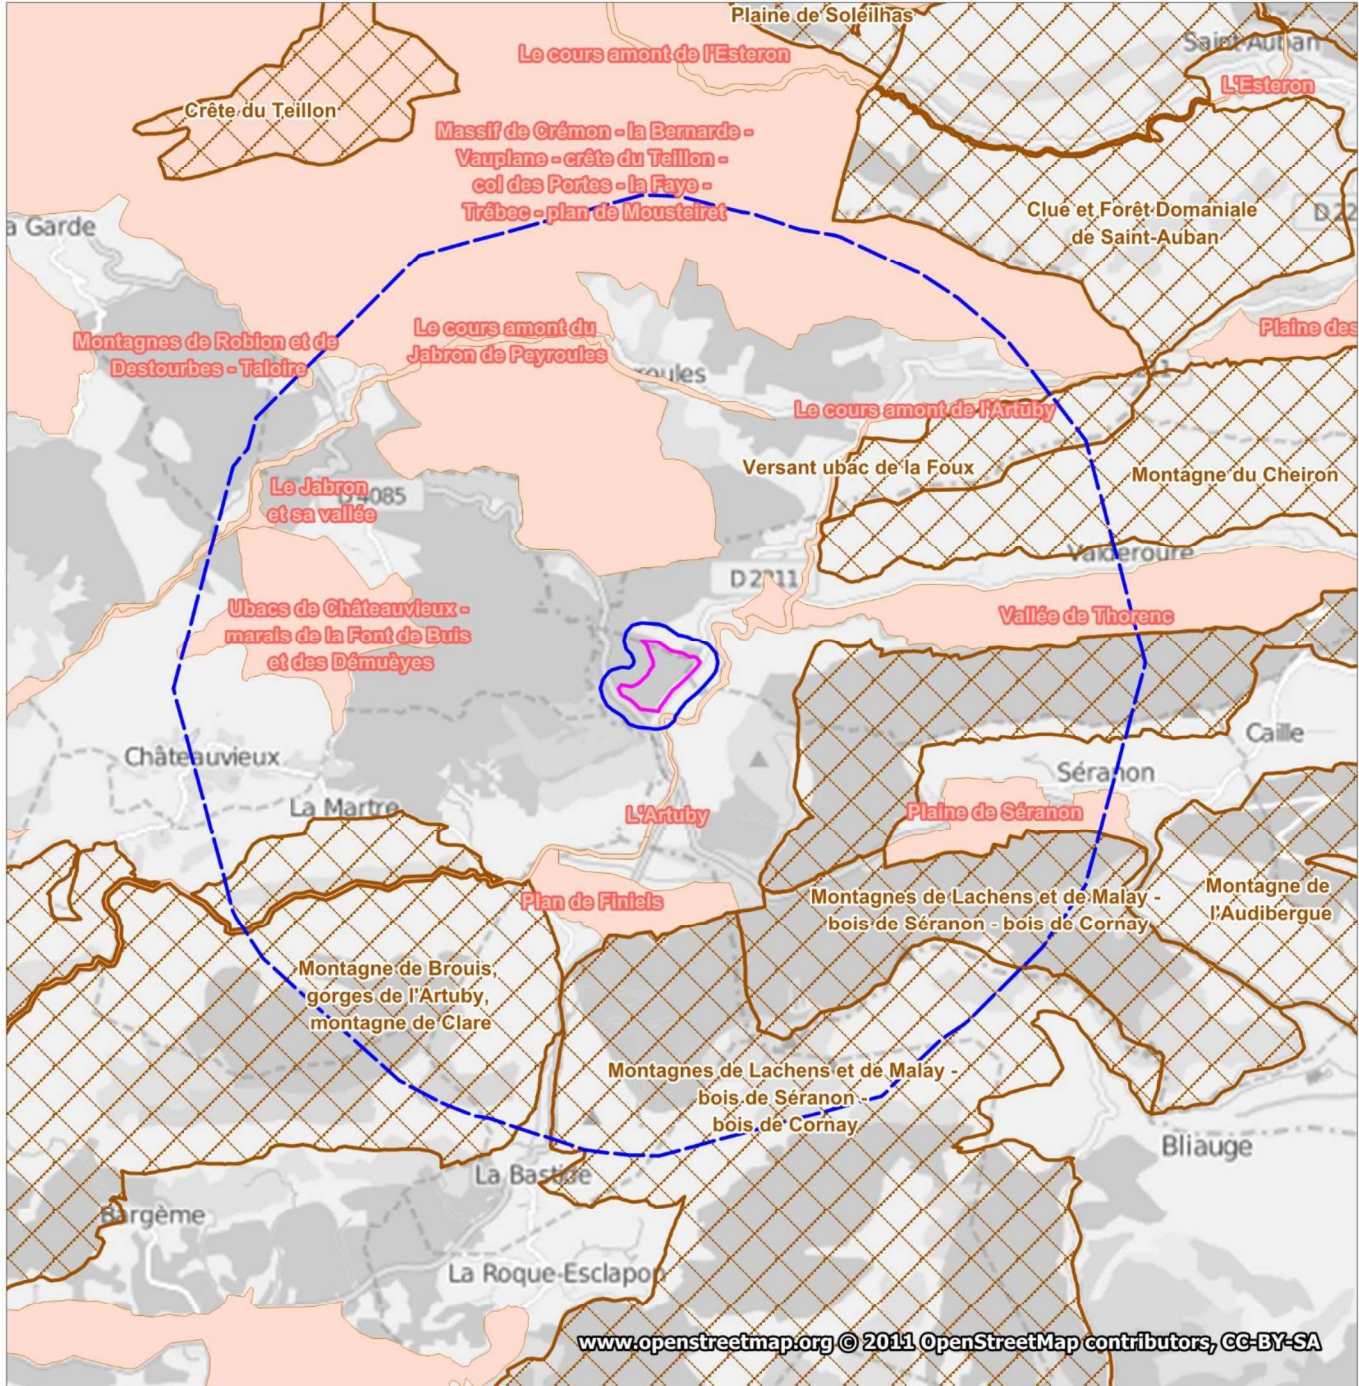 Plaine de Soleilhas
Saint-Auban
Le cours amont de l'Esteron
L'Esteron
Crête du Teillon
Massif de Crémon - la Bernarde -
Vauplane - crête du Teillon -
col des Portes - la Faye -
Trébec - plan de Mousteiret
a Garde
Clue et Forêt Domaniale
de Saint-Auban
D 22
Montagnes de Robion et de
Destourbes - Taloire
Le cours amont du
Jabron de Peyroules
Plaine des
roules
211
Le cours amont de l'Artuby
Versant ubac de la Foux
Montagne du Cheiron
Le Jabron
et sa vallée
D 4085
Valderoure
D 2211
Ubacs de Châteauvieux -
marais de la Font de Buis
et des Démuèyes
Vallée de Thorenc
Châteauvieux
Caille
Séranon
La Martre
L'Artuby
Plaine de Séranon
Plan de Finiels
Montagnes de Lachens et de Malay -
bois de Séranon - bois de Cornay
Montagne de
l'Audibergue
Montagne de Brouis,
gorges de l'Artuby,
montagne de Clare
Montagnes de Lachens et de Malay -
bois de Séranon -
bois de Cornay
Bliauge
La Bastide
Bargème
La Roque-Esclapon
www.openstreetmap.org © 2011 OpenStreetMap contributors, CC-BY-SA